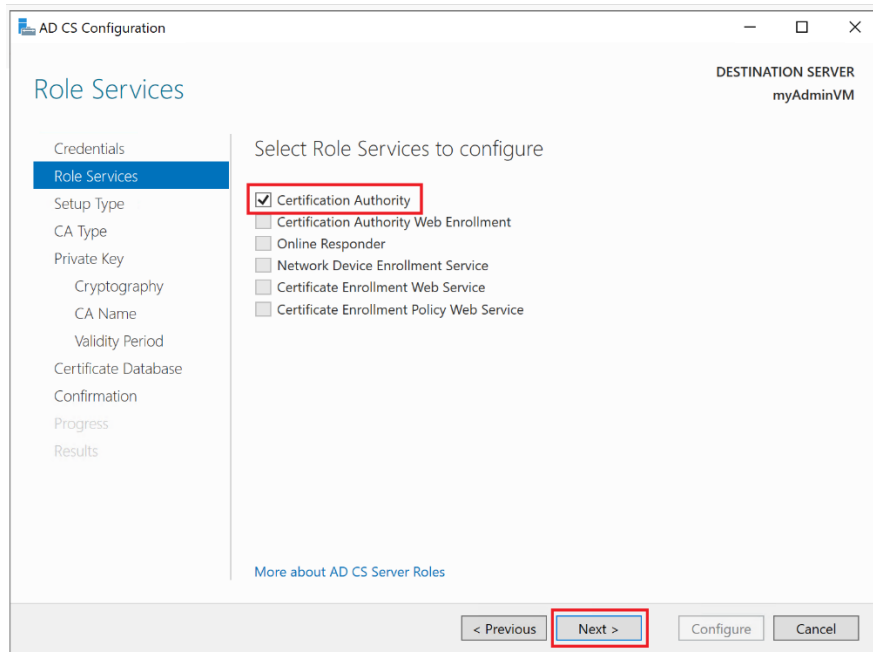 AD CS Configuration
Role Services
DESTINATION SERVER
myAdminVM
Credentials
Role Services
Setup Type
CA Type
Private Key
Cryptography
CA Name
Validity Period
Certificate Database
Confirmation
Progress
Results
Select Role Services to configure
Certification Authority
Certification Authority Web Enrollment
Online Responder
Network Device Enrollment Service
Certificate Enrollment Web Service
Certificate Enrollment Policy Web Service
More about AD CS Server Roles
< Previous
Next >
Configure
Cancel